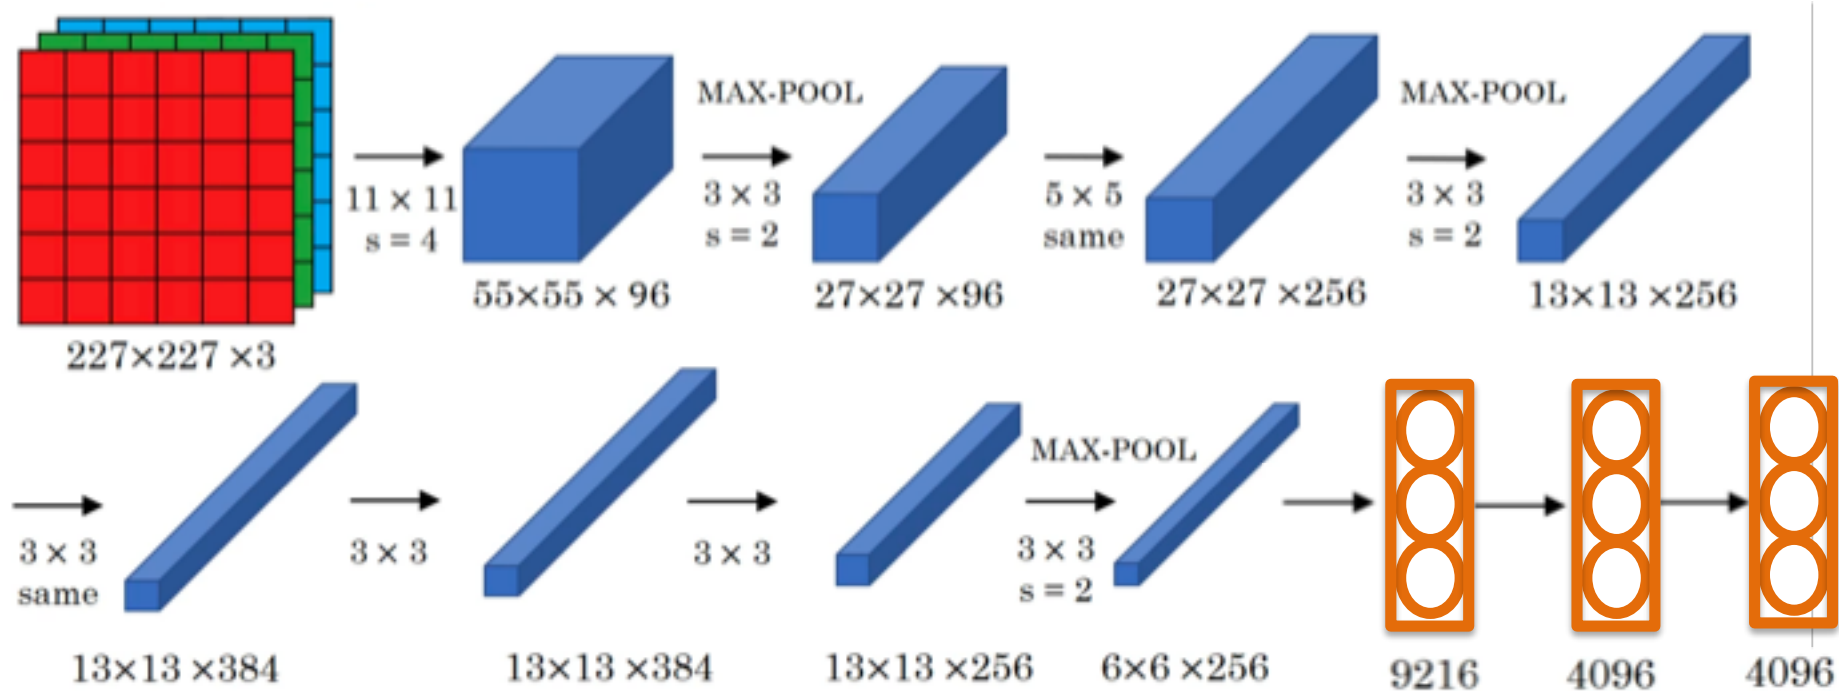 MAX-POOL
MAX-POOL
11 × 11
s = 4
3 × 3
s = 2
5 × 5
same
3 × 3
s = 2
227×227 ×3
55×55 × 96
27×27 ×96
27×27 ×256
13×13 ×256
MAX-POOL
3 × 3
same
3 × 3
3 × 3
3 × 3
s = 2
13×13 ×384
13×13 ×384
13×13 ×256
6×6 ×256
9216
4096
4096